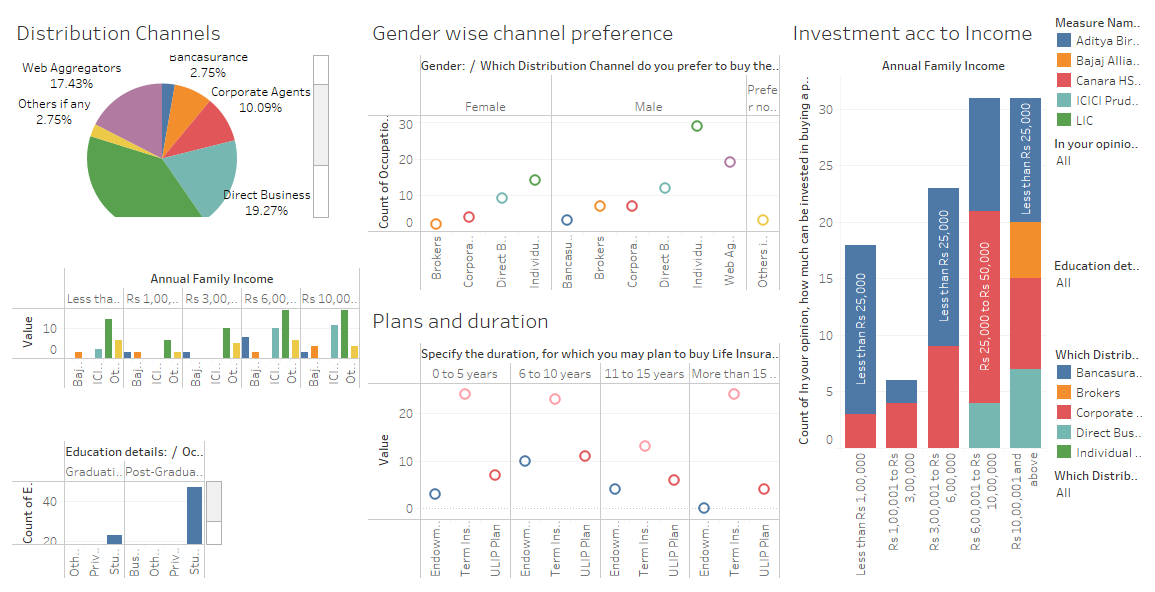 Distribution Channels
Bancasurance
2.75%
Web Aggregators
17.43%
Corporate Agents
10.09%
Others if any
2.75%
Direct Business
19.27%
Annual Family Income
Less tha.. Rs 1,00,.. Rs 3,00,.. Rs 6,00,.. Rs 10,00..
Value
10
0
Baj.. ICI.. Ot.. Baj.. ICI.. Ot.. Baj.. ICI.. Ot.. Baj.. ICI.. Ot.. Baj.. ICI.. Ot..
Education details: / Oc..
Graduati.. Post-Gradua..
Count of E..
40
20
Oth.. Priv.. Stu.. Bus.. Oth.. Priv.. Stu..
Gender wise channel preference
Gender: / Which Distribution Channel do you prefer to buy the..
Female
Male
Prefe
r no..
Count of Occupatio..
30
20
10
0
Brokers Corpora.. Direct B.. Individu.. Bancasu.. Brokers Corpora.. Direct B.. Individu.. Web Ag.. Others i..
Plans and duration
Specify the duration, for which you may plan to buy Life Insura..
0 to 5 years 6 to 10 years 11 to 15 years More than 15 ..
Value
20
10
0
Endowm.. Term Ins.. ULIP Plan Endowm.. Term Ins.. ULIP Plan Endowm.. Term Ins.. ULIP Plan Endowm.. Term Ins.. ULIP Plan
Investment acc to Income
Annual Family Income
Count of In your opinion, how much can be invested in buying a p..
30
25
20
15
10
5
0
Less than Rs 25,000
Less than Rs 25,000
Rs 25,000 to Rs 50,000
Less than Rs 25,000
Less than Rs 1,00,000
Rs 1,00,001 to Rs
3,00,000
Rs 3,00,001 to Rs
6,00,000
Rs 6,00,001 to Rs
10,00,000
Rs 10,00,001 and
above
Measure Nam..
Aditya Bir..
Bajaj Allia..
Canara HS..
ICICI Prud..
LIC
In your opinio..
All
Education det..
All
Which Distrib..
Bancasura..
Brokers
Corporate ..
Direct Bus..
Individual ..
Which Distrib..
All